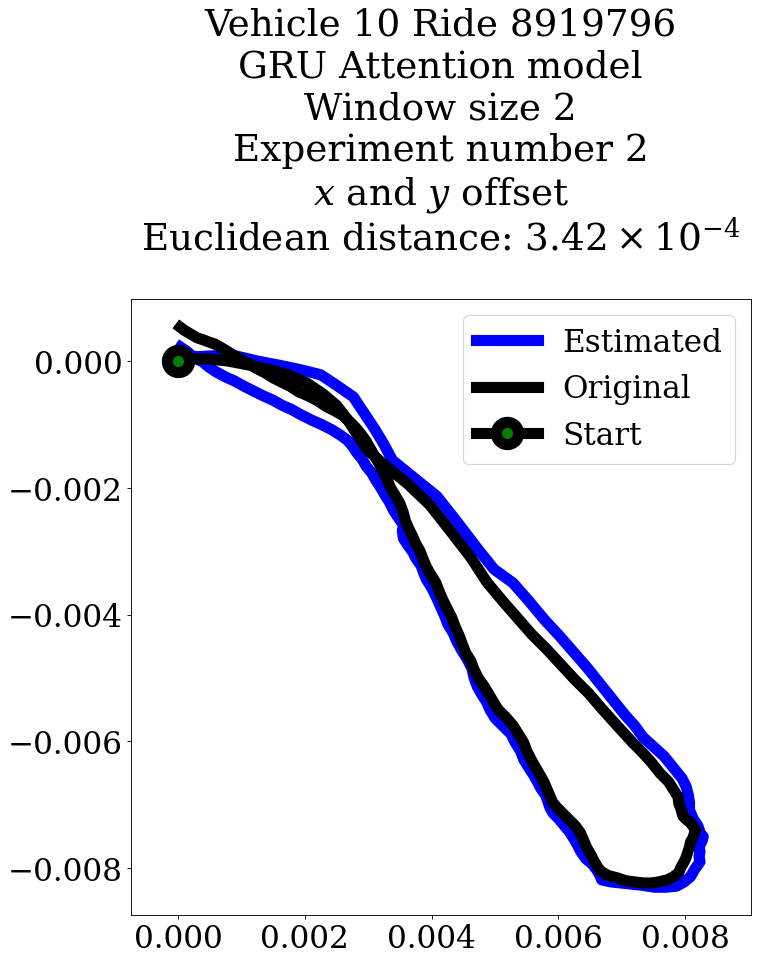 Vehicle 10 Ride 8919796
GRU Attention model
Window size 2
Experiment number 2
x and y offset
Euclidean distance: 3.42 × 10⁻⁴
Estimated
Original
Start
0.000
−0.002
−0.004
−0.006
−0.008
0.000 0.002 0.004 0.006 0.008